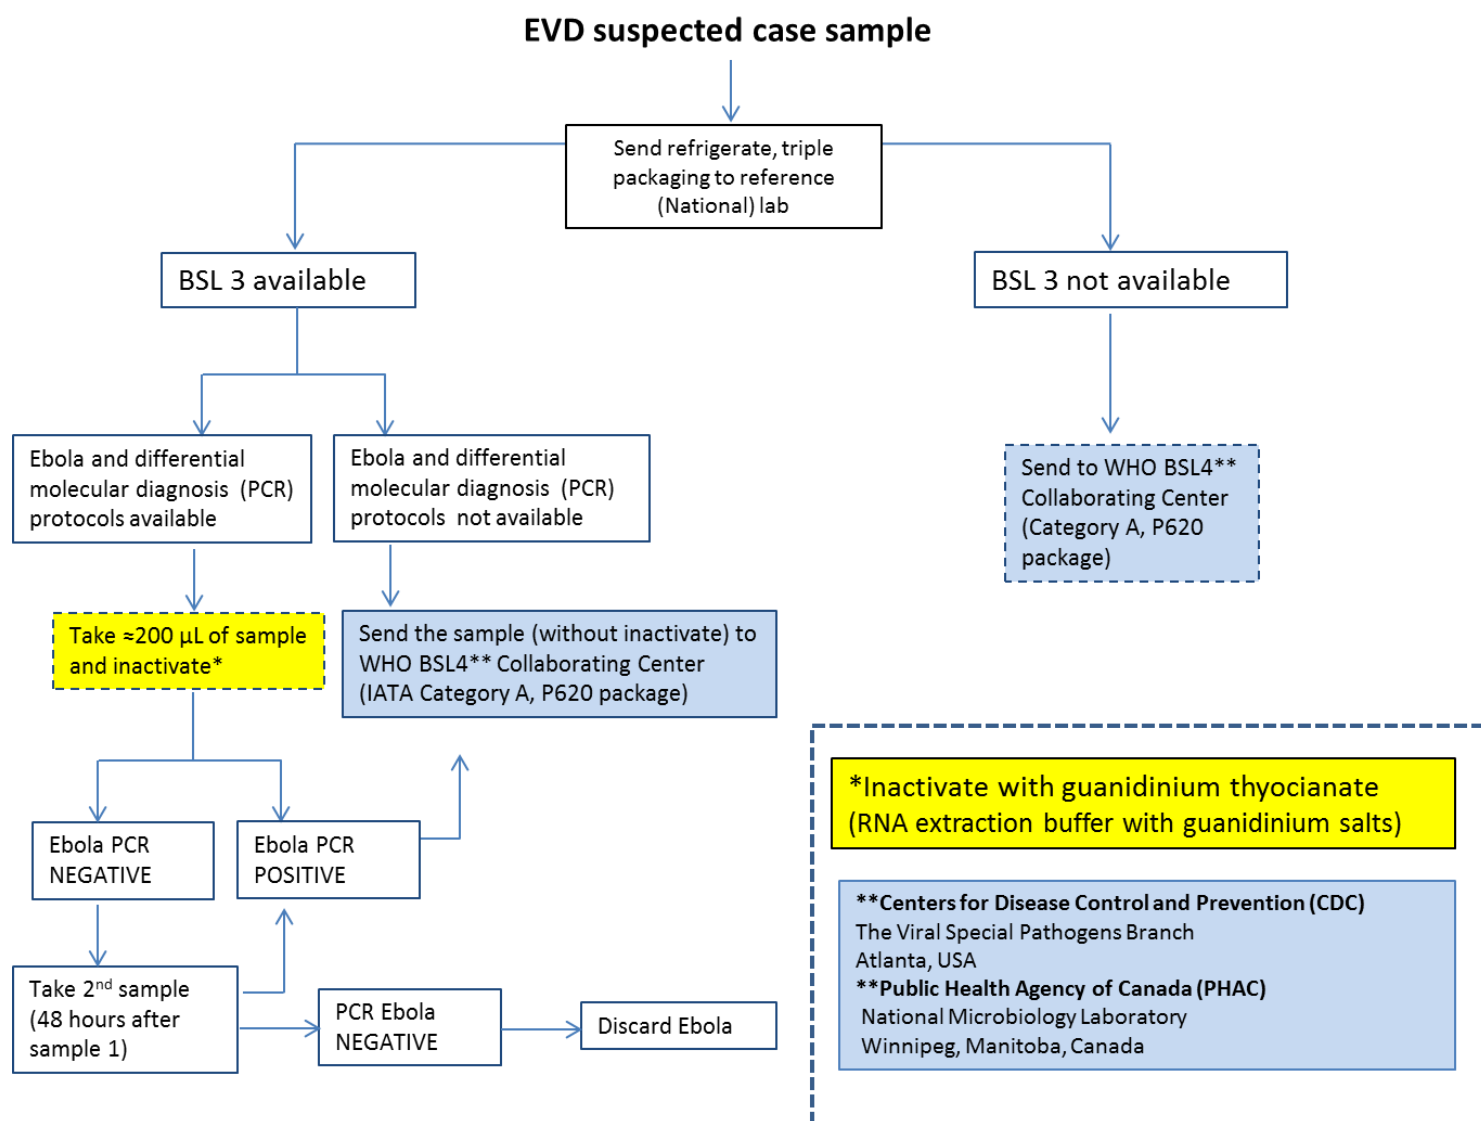 EVD suspected case sample
Send refrigerate, triple
packaging to reference
(National) lab
BSL 3 available
BSL 3 not available
Ebola and differential
molecular diagnosis (PCR)
protocols available
Ebola and differential
molecular diagnosis (PCR)
protocols not available
Send to WHO BSL4**
Collaborating Center
(Category A, P620
package)
Take ≈200 µL of sample
and inactivate*
Send the sample (without inactivate) to
WHO BSL4** Collaborating Center
(IATA Category A, P620 package)
Ebola PCR
NEGATIVE
Ebola PCR
POSITIVE
Take 2nd sample
(48 hours after
sample 1)
PCR Ebola
NEGATIVE
Discard Ebola
*Inactivate with guanidinium thyocianate
(RNA extraction buffer with guanidinium salts)
**Centers for Disease Control and Prevention (CDC)
The Viral Special Pathogens Branch
Atlanta, USA
**Public Health Agency of Canada (PHAC)
National Microbiology Laboratory
Winnipeg, Manitoba, Canada